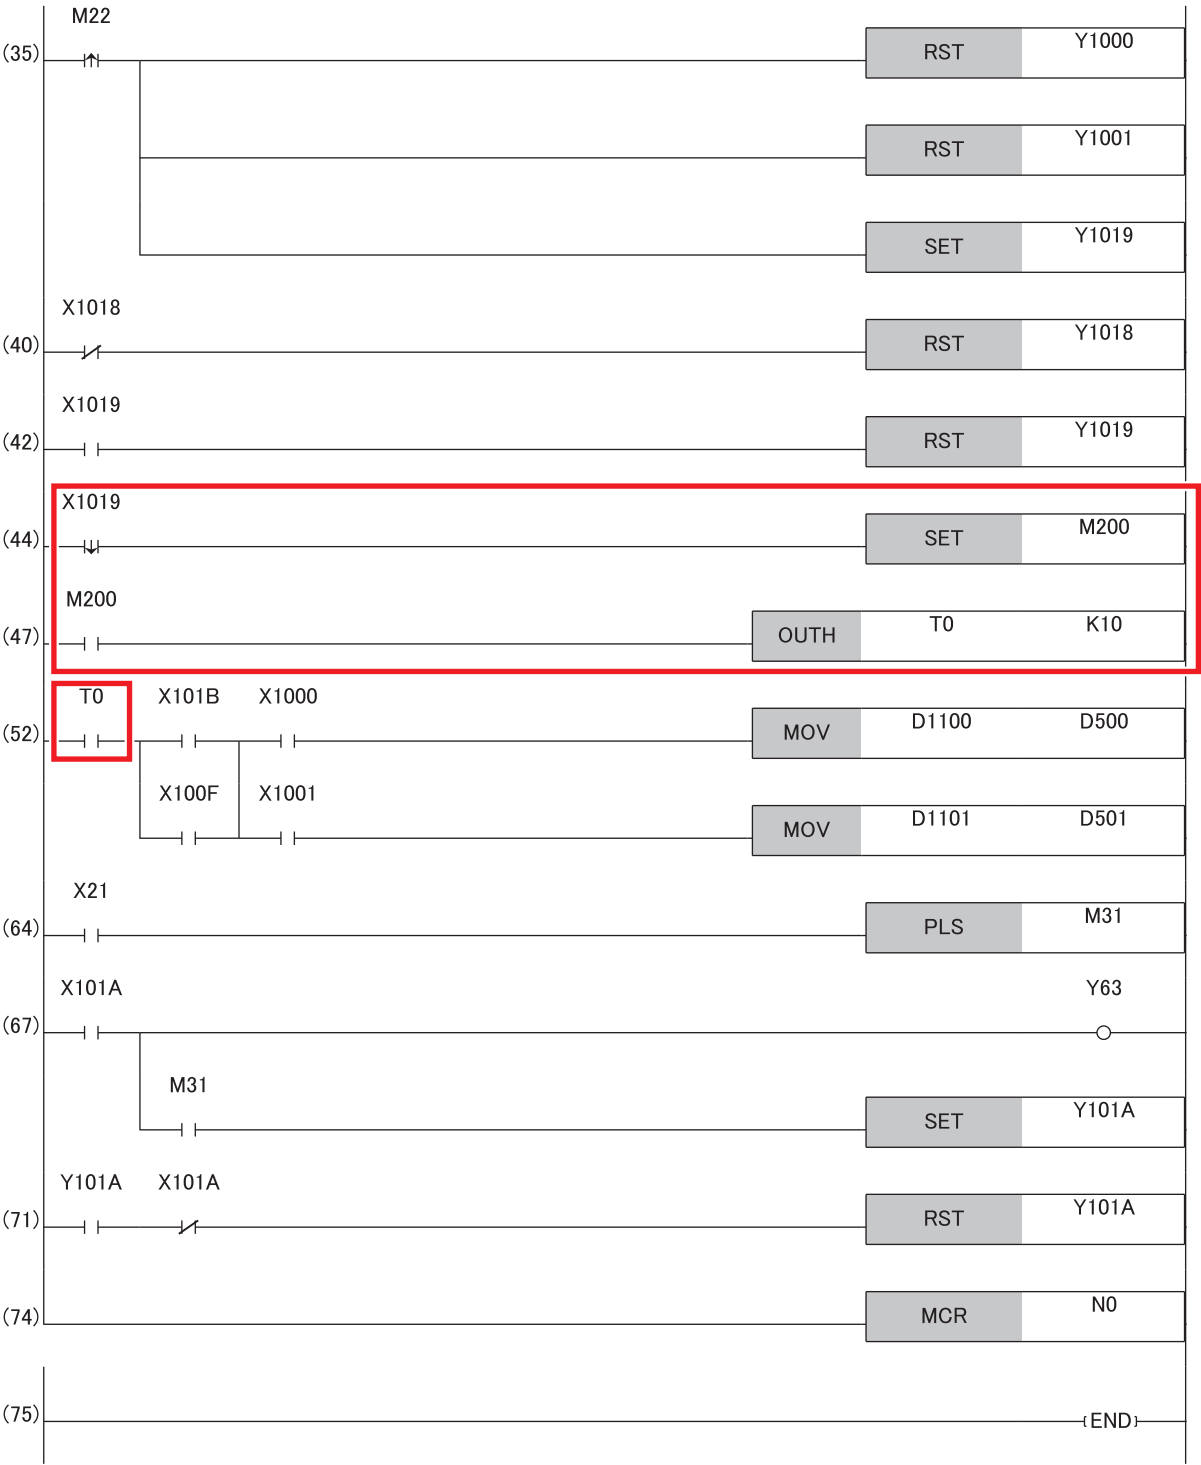 M22
(35) RST Y1000
RST Y1001
SET Y1019
X1018
(40) RST Y1018
X1019
(42) RST Y1019
X1019
(44) SET M200
M200
(47) OUTH T0 K10
T0 X101B X1000
(52) MOV D1100 D500
X100F X1001
MOV D1101 D501
X21
(64) PLS M31
X101A Y63
(67)
M31
SET Y101A
Y101A X101A
(71) RST Y101A
(74) MCR N0
(75) END